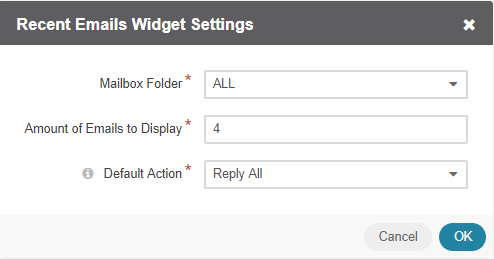 Recent Emails Widget Settings
Mailbox Folder * ALL
Amount of Emails to Display * 4
Default Action * Reply All
Cancel OK